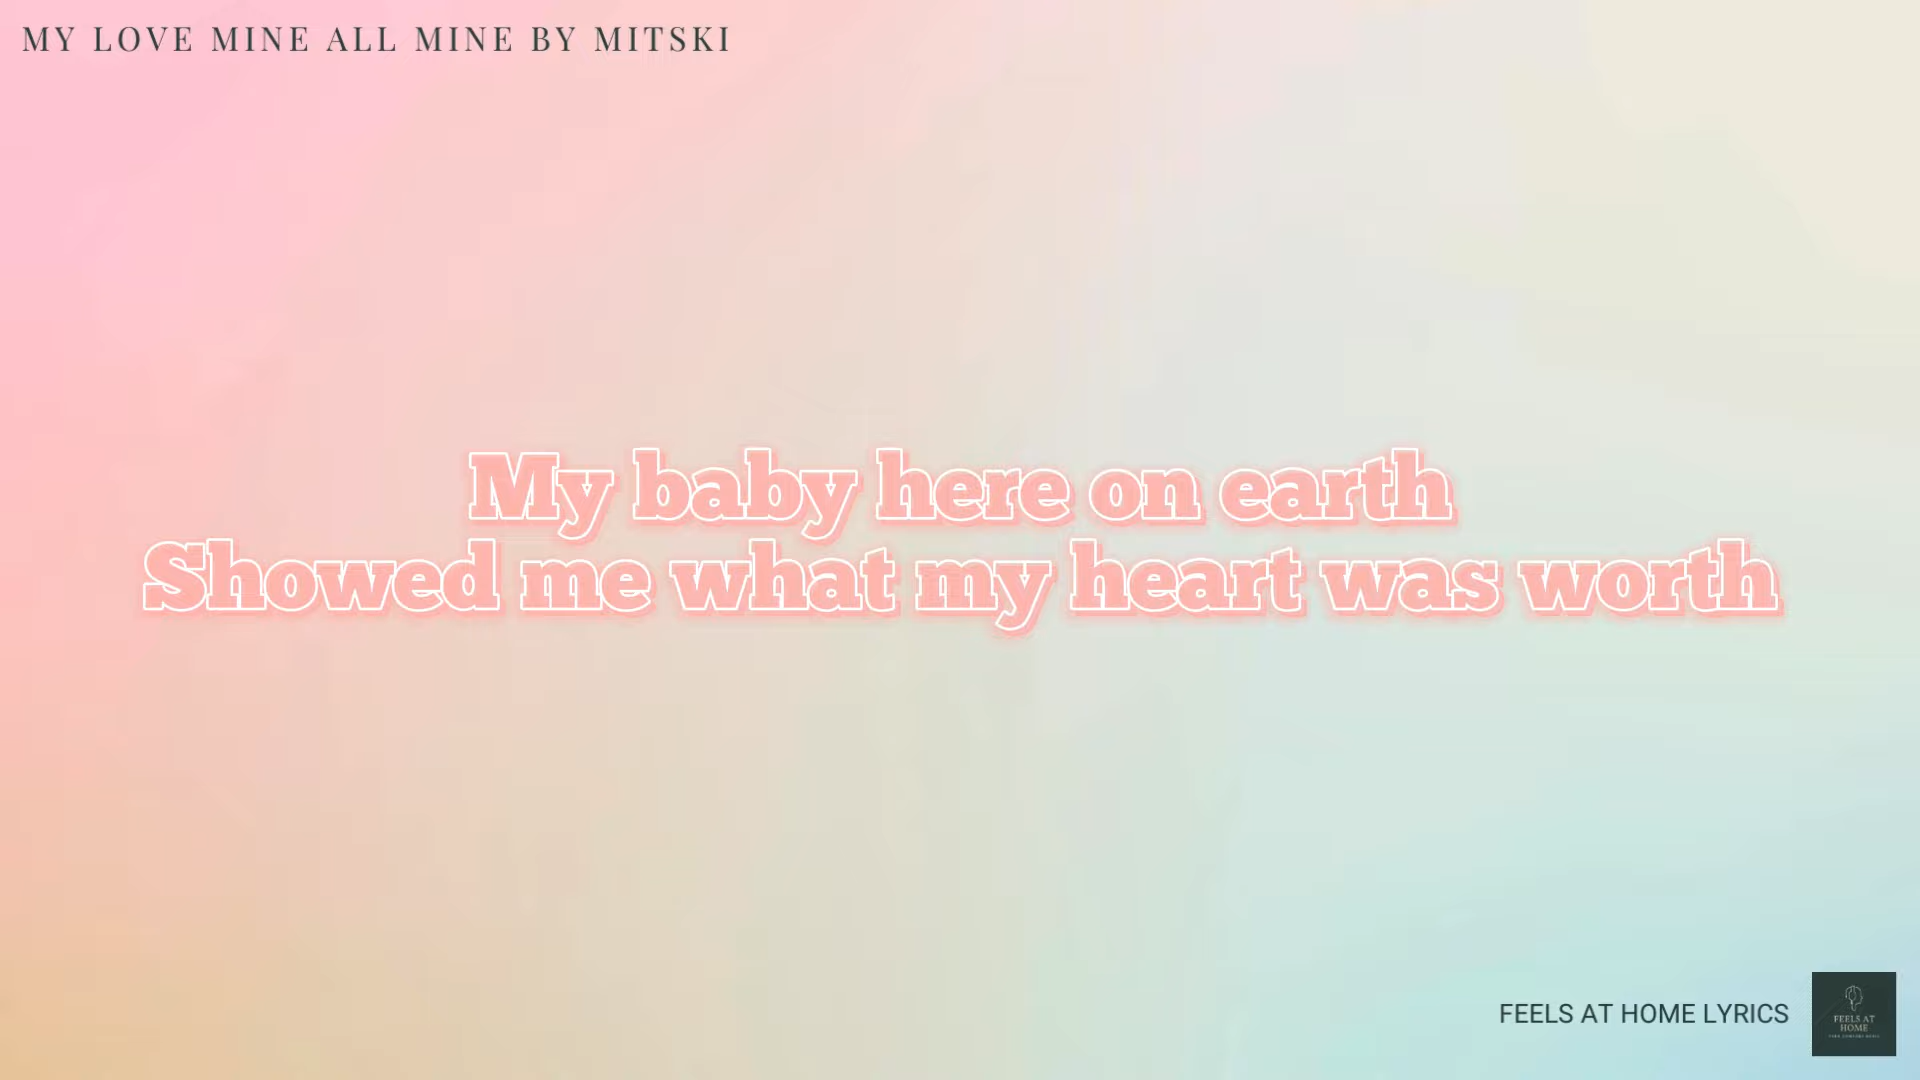 MY LOVE MINE ALL MINE BY MITSKI
My baby here on earth
Showed me what my heart was worth
FEELS AT HOME LYRICS
FEELS AT
HOME